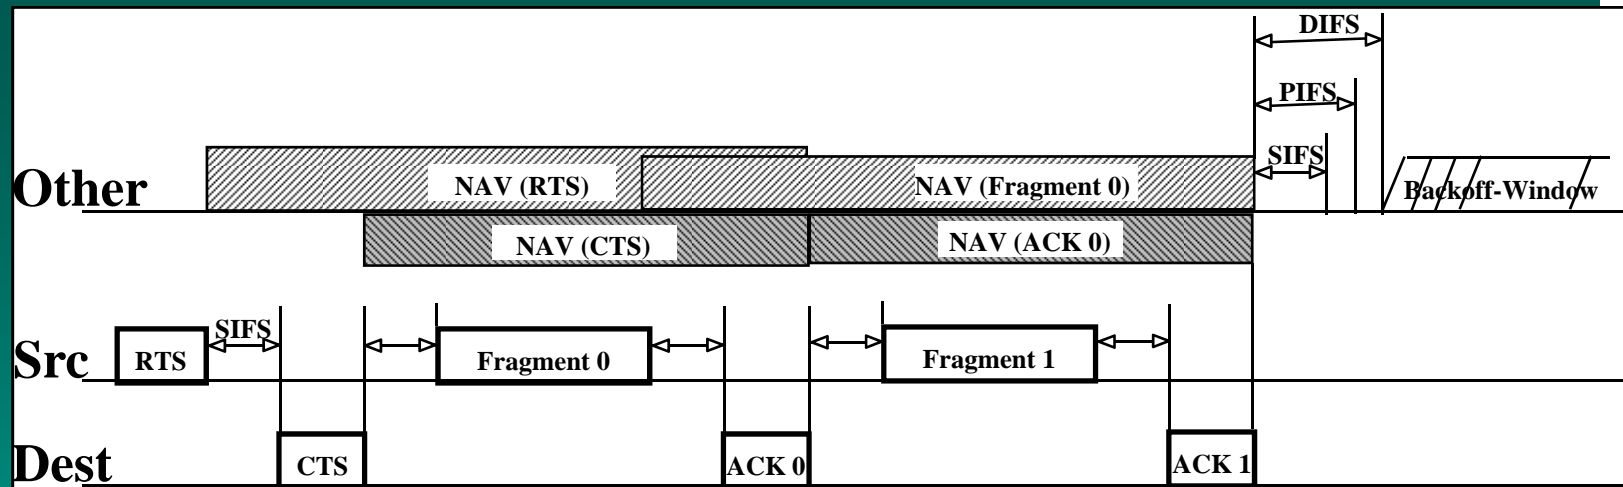 DIFS
PIFS
SIFS
Other
NAV (RTS)
NAV (Fragment 0)
Backoff-Window
NAV (CTS)
NAV (ACK 0)
SIFS
Src
RTS
Fragment 0
Fragment 1
Dest
CTS
ACK 0
ACK 1